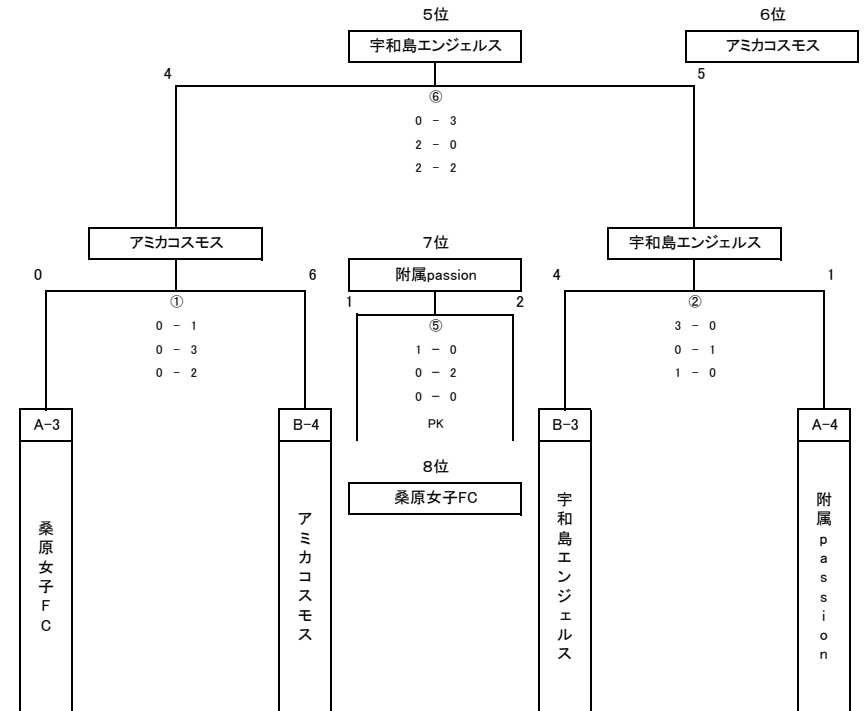 ５位
６位
宇和島エンジェルス
アミカコスモス
4
5
⑥
0 － 3
2 － 0
2 － 2
アミカコスモス
７位
宇和島エンジェルス
0
6
附属passion
4
1
①
1
2
②
0 － 1
⑤
3 － 0
0 － 3
1 － 0
0 － 1
0 － 2
0 － 2
1 － 0
0 － 0
A-3
B-4
PK
B-3
A-4
８位
桑原女子FC
桑原女子ＦＣ
アミカコスモス
宇和島エンジェルス
附属ｐａｓｓｉｏｎ